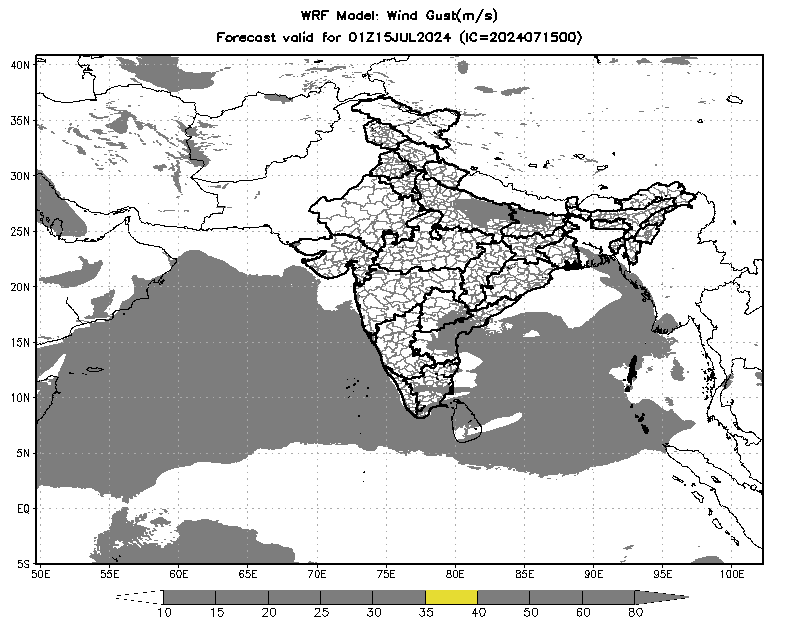 WRF Model: Wind Gust(m/s)
Forecast valid for 01Z15JUL2024 (IC=2024071500)
40N
35N
30N
25N
20N
15N
10N
5N
EQ
5S
50E 55E 60E 65E 70E 75E 80E 85E 90E 95E 100E
10 15 20 25 30 35 40 50 60 80